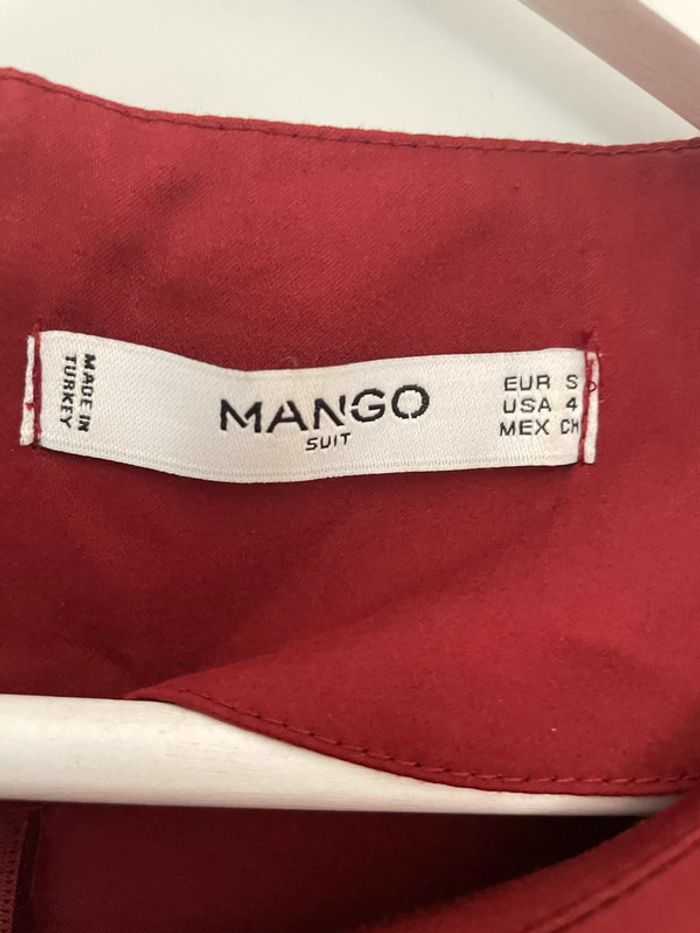 MADE IN
TURKEY
MANGO
SUIT
EUR S
USA 4
MEX CH